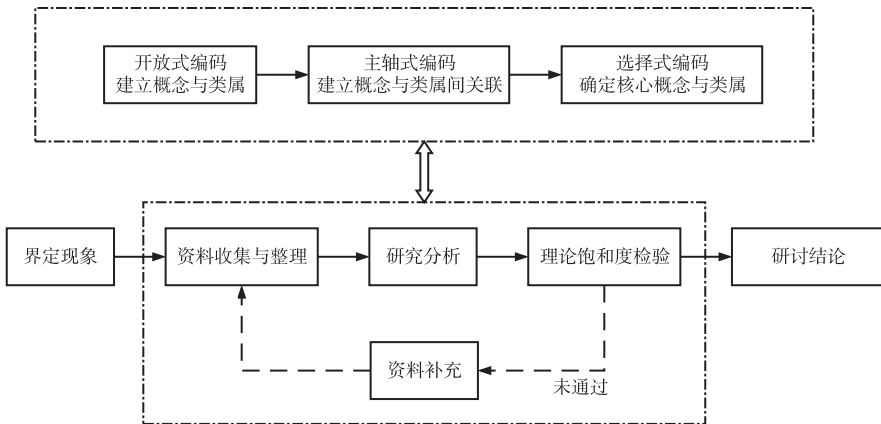 开放式编码
建立概念与类属
主轴式编码
建立概念与类属间关联
选择式编码
确定核心概念与类属
界定现象
资料收集与整理
研究分析
理论饱和度检验
研讨结论
资料补充
未通过